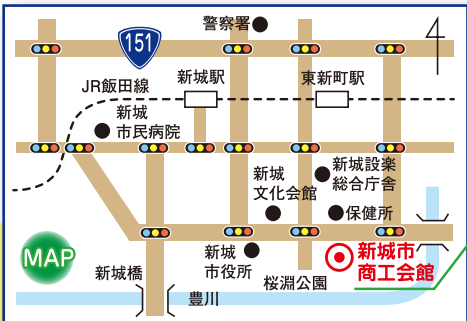 警察署
151
JR飯田線
新城駅
東新町駅
新城
市民病院
新城設楽
総合庁舎
新城
文化会館
保健所
新城
市役所
新城市
商工会館
MAP
新城橋
桜淵公園
豊川